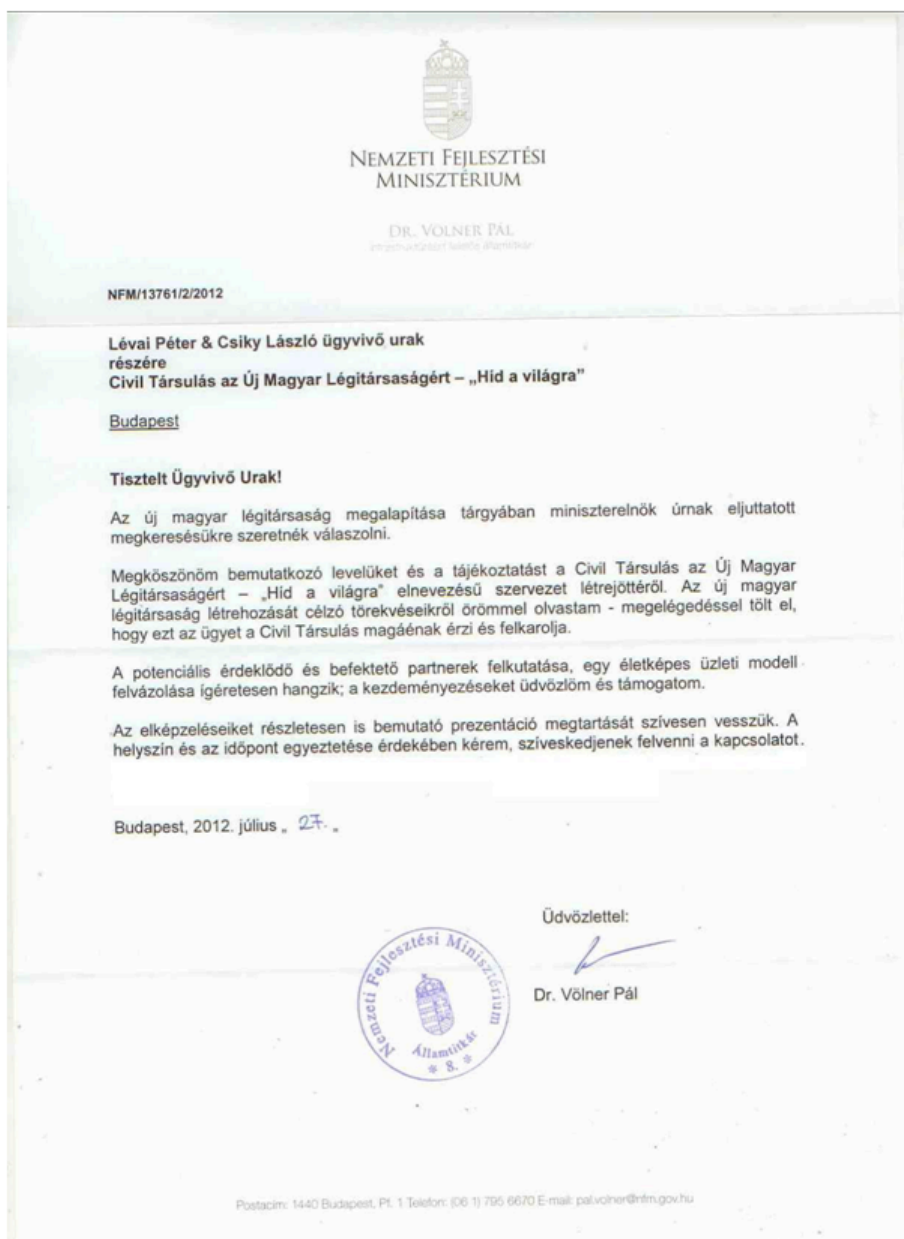 NEMZETI FEJLESZTÉSI
MINISZTÉRIUM
DR. VÖLNER PÁL
infrastruktúráért felelős államtitkár
NFM/13761/2/2012
Lévai Péter & Csiky László ügyvivő urak
részére
Civil Társulás az Új Magyar Légitársaságért – „Hid a világra”
Budapest
Tisztelt Ügyvivő Urak!
Az új magyar légitársaság megalapítása tárgyában miniszterelnök úrnak eljuttatott
megkeresésükre szeretnék válaszolni.
Megköszönöm bemutatkozó levelüket és a tájékoztatást a Civil Társulás az Új Magyar
Légitársaságért – „Hid a világra” elnevezésű szervezet létrejöttéről. Az új magyar
légitársaság létrehozását célzó törekvéseikről örömmel olvastam - megelégedéssel tölt el,
hogy ezt az ügyet a Civil Társulás magáénak érzi és felkarolja.
A potenciális érdeklődő és befektető partnerek felkutatása, egy életképes üzleti modell
felvázolása ígéretesen hangzik; a kezdeményezéseket üdvözlöm és támogatom.
Az elképzeléseiket részletesen is bemutató prezentáció megtartását szívesen vesszük. A
helyszín és az időpont egyeztetése érdekében kérem, szíveskedjenek felvenni a kapcsolatot.
Budapest, 2012. július „ 27. „
Üdvözlettel:
Dr. Völner Pál
Nemzeti Fejlesztési Minisztérium
Államtitkár
* 8. *
Postacím: 1440 Budapest, Pf. 1 Telefon: (06 1) 795 6670 E-mail: pal.volner@nfm.gov.hu